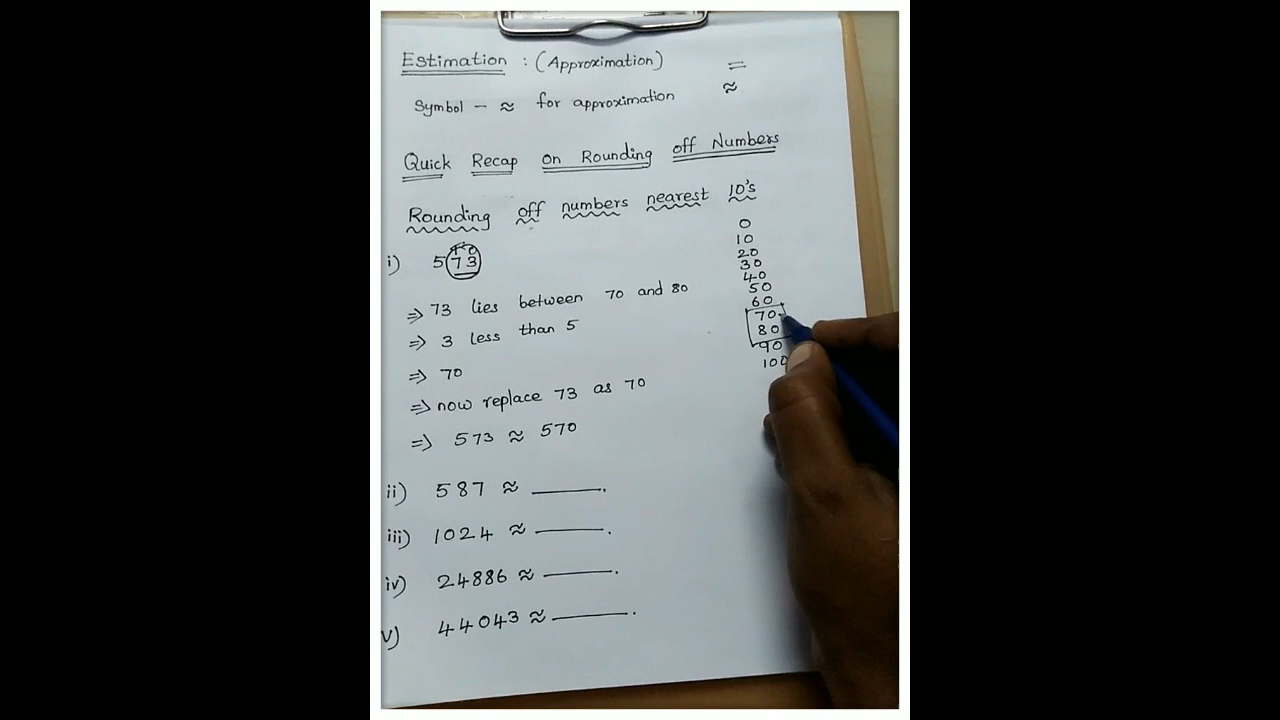 Estimation : (Approximation) =
Symbol - ≈ for approximation ≈
Quick Recap on Rounding off Numbers
Rounding off numbers nearest 10's
70
i) 573
⇒ 73 lies between 70 and 80
⇒ 3 less than 5
⇒ 70
⇒ now replace 73 as 70
⇒ 573 ≈ 570
ii) 587 ≈ ______.
iii) 1024 ≈ ______.
iv) 24886 ≈ ______.
v) 44043 ≈ ______.
0
10
20
30
40
50
60
70
80
90
100